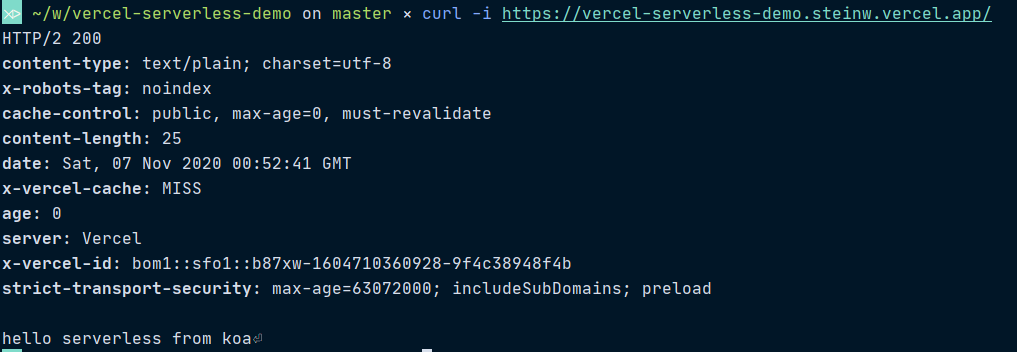 ~/w/vercel-serverless-demo on master × curl -i https://vercel-serverless-demo.steinw.vercel.app/
HTTP/2 200
content-type: text/plain; charset=utf-8
x-robots-tag: noindex
cache-control: public, max-age=0, must-revalidate
content-length: 25
date: Sat, 07 Nov 2020 00:52:41 GMT
x-vercel-cache: MISS
age: 0
server: Vercel
x-vercel-id: bom1::sfo1::b87xw-1604710360928-9f4c38948f4b
strict-transport-security: max-age=63072000; includeSubDomains; preload
hello serverless from koa⏎